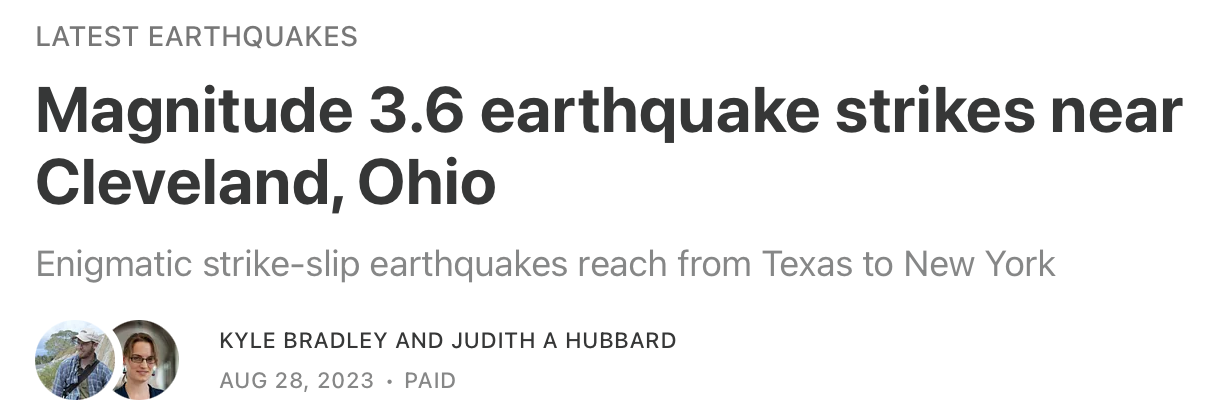 LATEST EARTHQUAKES
Magnitude 3.6 earthquake strikes near
Cleveland, Ohio
Enigmatic strike-slip earthquakes reach from Texas to New York
KYLE BRADLEY AND JUDITH A HUBBARD
AUG 28, 2023 • PAID